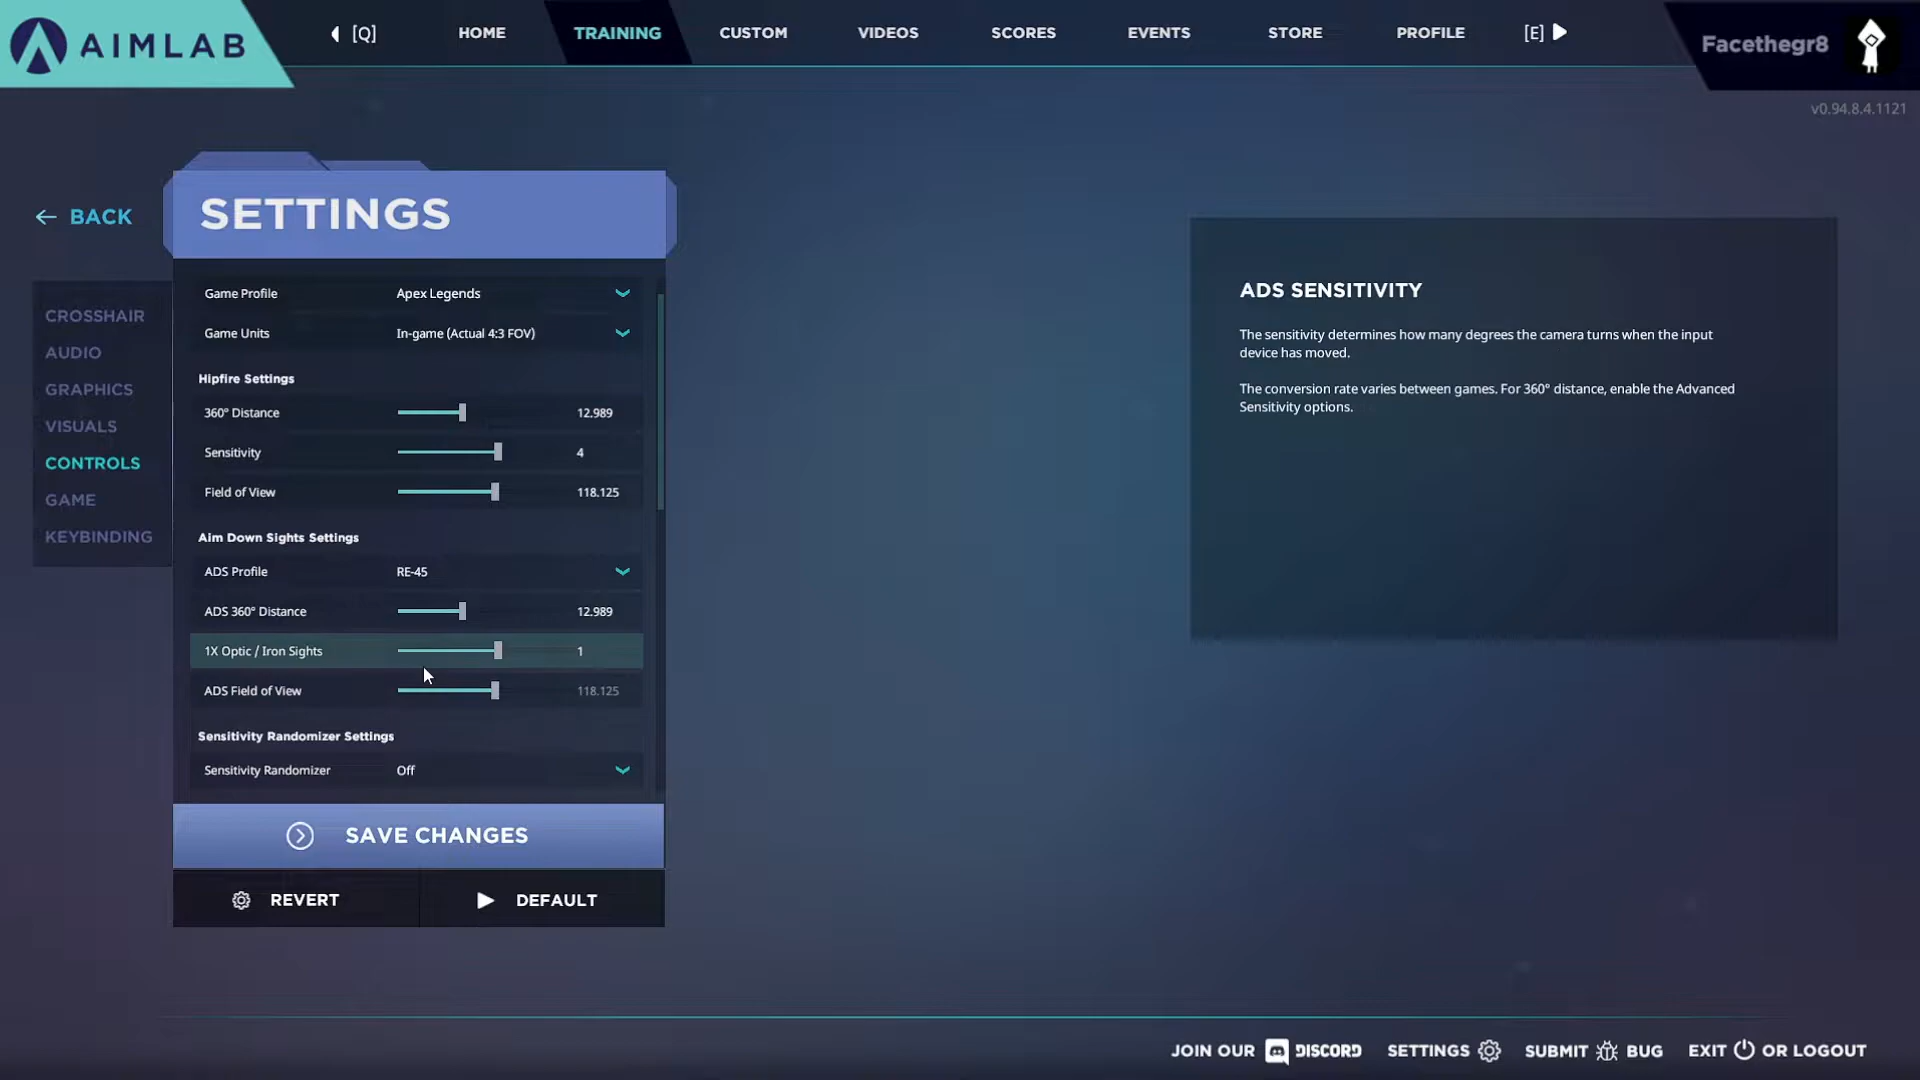 AIMLAB
[Q]
HOME
TRAINING
CUSTOM
VIDEOS
SCORES
EVENTS
STORE
PROFILE
[E]
Facethegr8
v0.94.8.4.1121
BACK
SETTINGS
CROSSHAIR
AUDIO
GRAPHICS
VISUALS
CONTROLS
GAME
KEYBINDING
Game Profile Apex Legends
Game Units In-game (Actual 4:3 FOV)
Hipfire Settings
360° Distance 12.989
Sensitivity 4
Field of View 118.125
Aim Down Sights Settings
ADS Profile RE-45
ADS 360° Distance 12.989
1X Optic / Iron Sights 1
ADS Field of View 118.125
Sensitivity Randomizer Settings
Sensitivity Randomizer Off
SAVE CHANGES
REVERT
DEFAULT
ADS SENSITIVITY
The sensitivity determines how many degrees the camera turns when the input
device has moved.
The conversion rate varies between games. For 360° distance, enable the Advanced
Sensitivity options.
JOIN OUR DISCORD
SETTINGS
SUBMIT BUG
EXIT OR LOGOUT